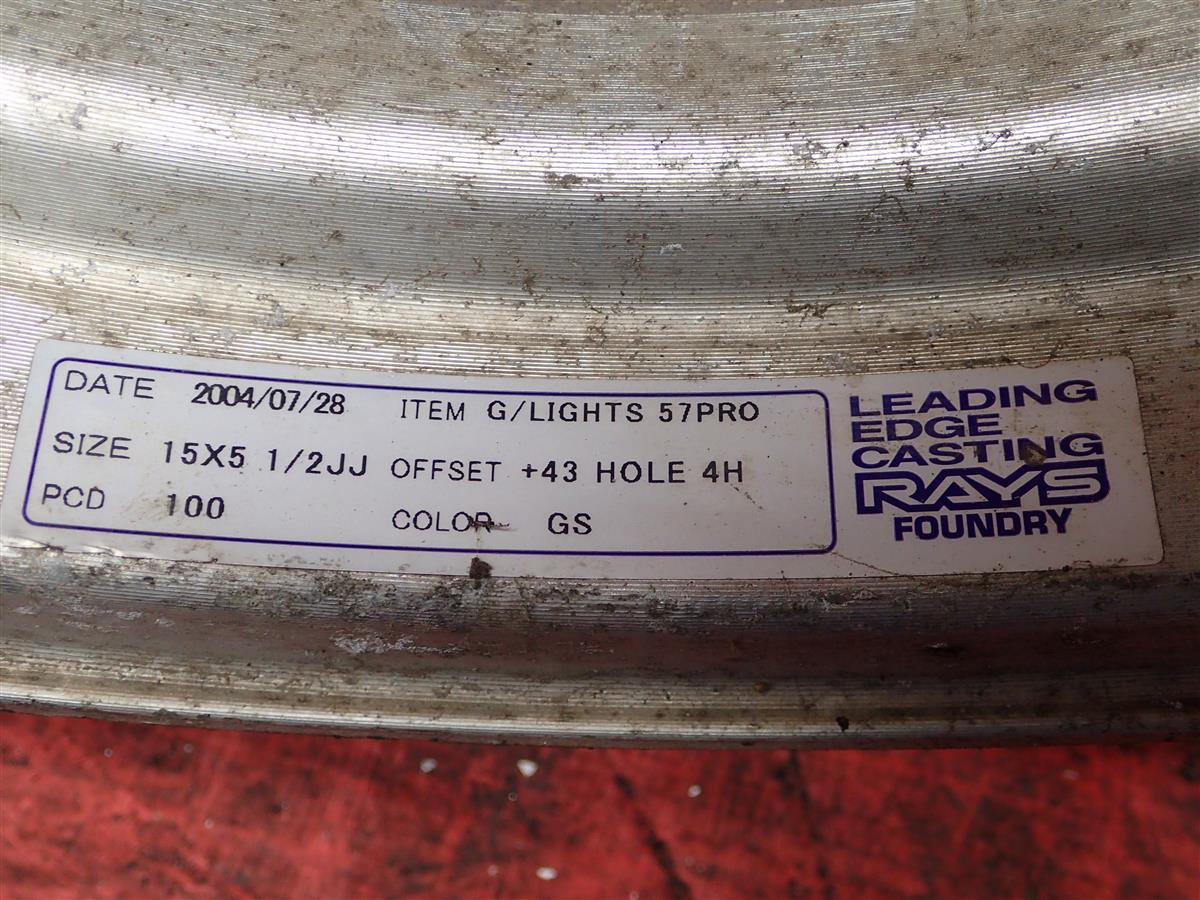 DATE 2004/07/28 ITEM G/LIGHTS 57PRO
SIZE 15X5 1/2JJ OFFSET +43 HOLE 4H
PCD 100 COLOR GS
LEADING
EDGE
CASTING
RAYS
FOUNDRY